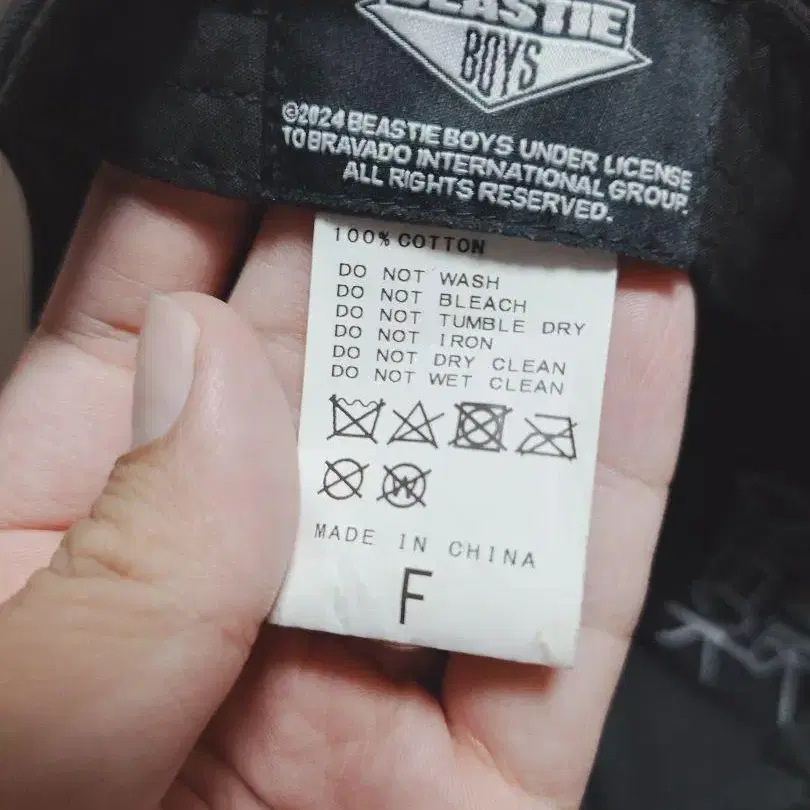 BEASTIE
BOYS
©2024 BEASTIE BOYS UNDER LICENSE
TO BRAVADO INTERNATIONAL GROUP.
ALL RIGHTS RESERVED.
100% COTTON
DO NOT WASH
DO NOT BLEACH
DO NOT TUMBLE DRY
DO NOT IRON
DO NOT DRY CLEAN
DO NOT WET CLEAN
W
MADE IN CHINA
F